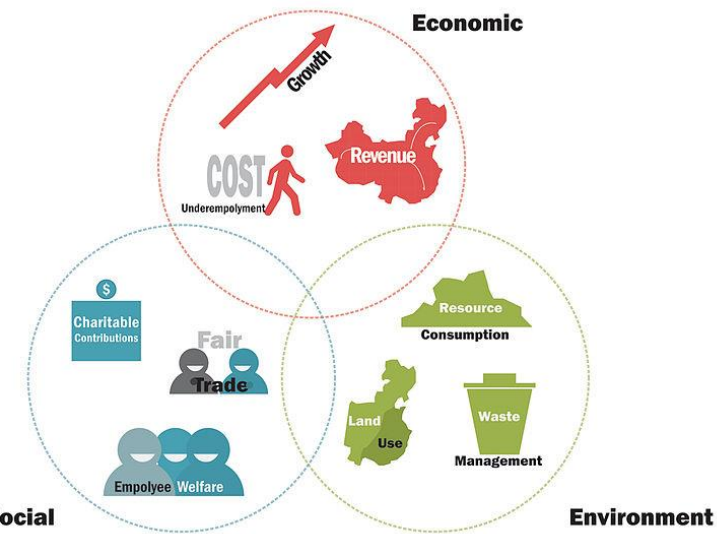 Economic
Growth
Revenue
COST
Underempolyment
$
Charitable
Contributions
Fair
Trade
Empolyee Welfare
Resource
Consumption
Land
Use
Waste
Management
ocial
Environment